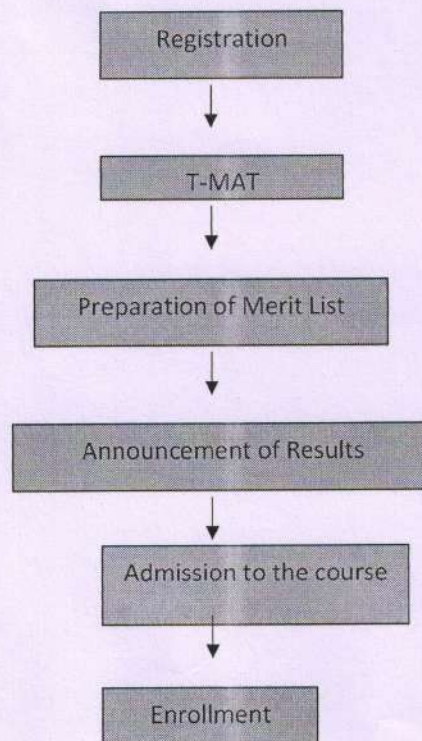 Registration
T-MAT
Preparation of Merit List
Announcement of Results
Admission to the course
Enrollment